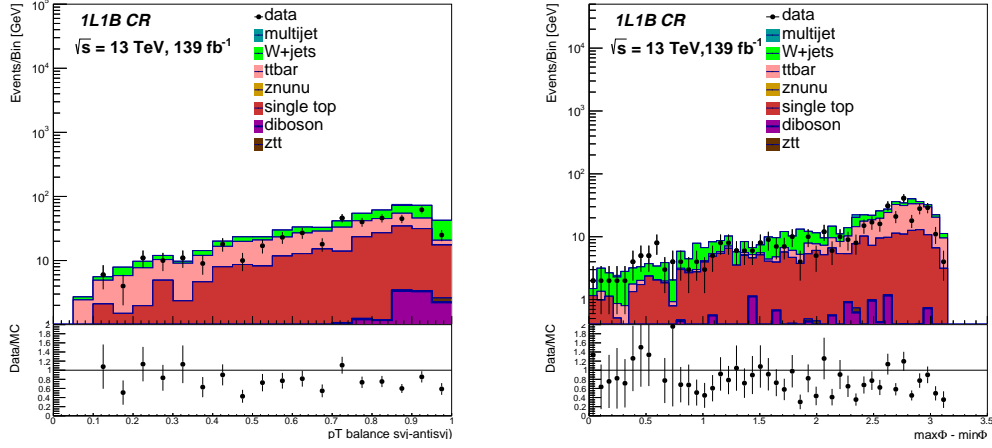 1L1B CR
√s = 13 TeV, 139 fb⁻¹
data
multijet
W+jets
ttbar
znunu
single top
diboson
ztt
Events/Bin [GeV]
10⁵
10⁴
10³
10²
10
1
Data/MC
2
1.8
1.6
1.4
1.2
1
0.8
0.6
0.4
0.2
0
0 0.1 0.2 0.3 0.4 0.5 0.6 0.7 0.8 0.9 1
pT balance svj-antisvj)
1L1B CR
√s = 13 TeV,139 fb⁻¹
data
multijet
W+jets
ttbar
znunu
single top
diboson
ztt
Events/Bin [GeV]
10⁴
10³
10²
10
1
Data/MC
2
1.8
1.6
1.4
1.2
1
0.8
0.6
0.4
0.2
0
0 0.5 1 1.5 2 2.5 3 3.5
maxΦ - minΦ